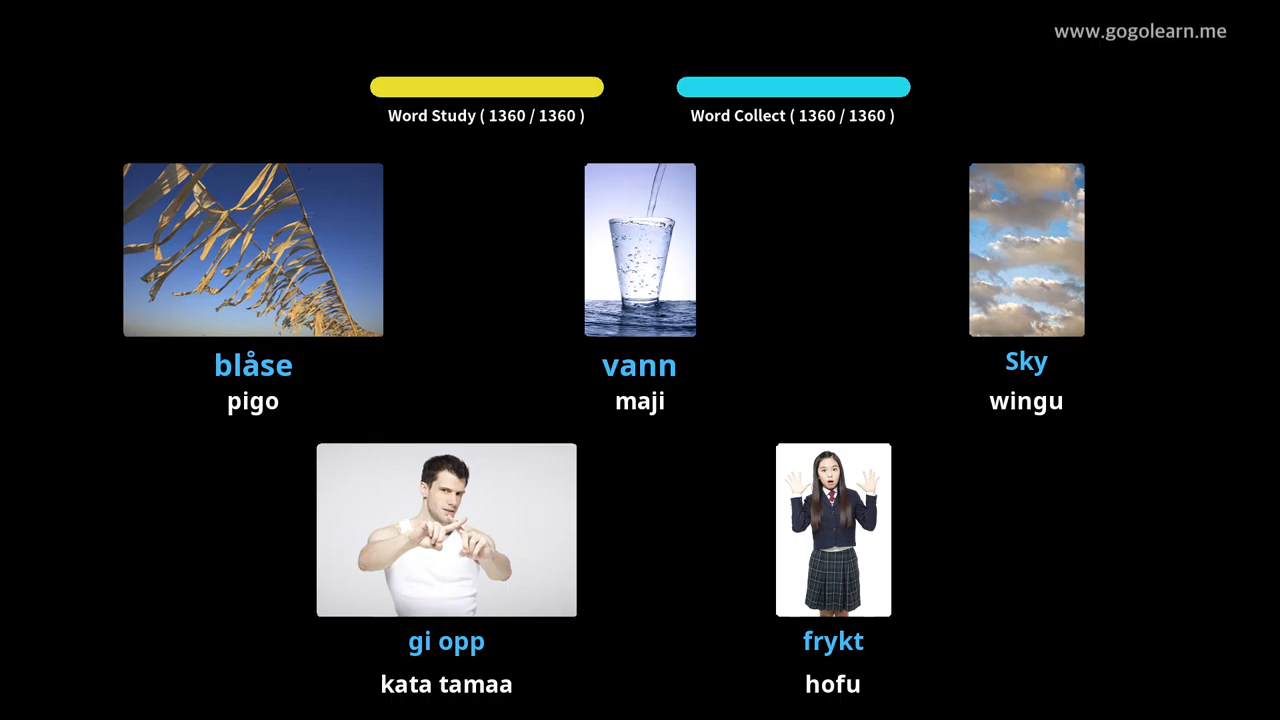 www.gogolearn.me
Word Study ( 1360 / 1360 )
Word Collect ( 1360 / 1360 )
blåse
pigo
vann
maji
Sky
wingu
gi opp
kata tamaa
frykt
hofu